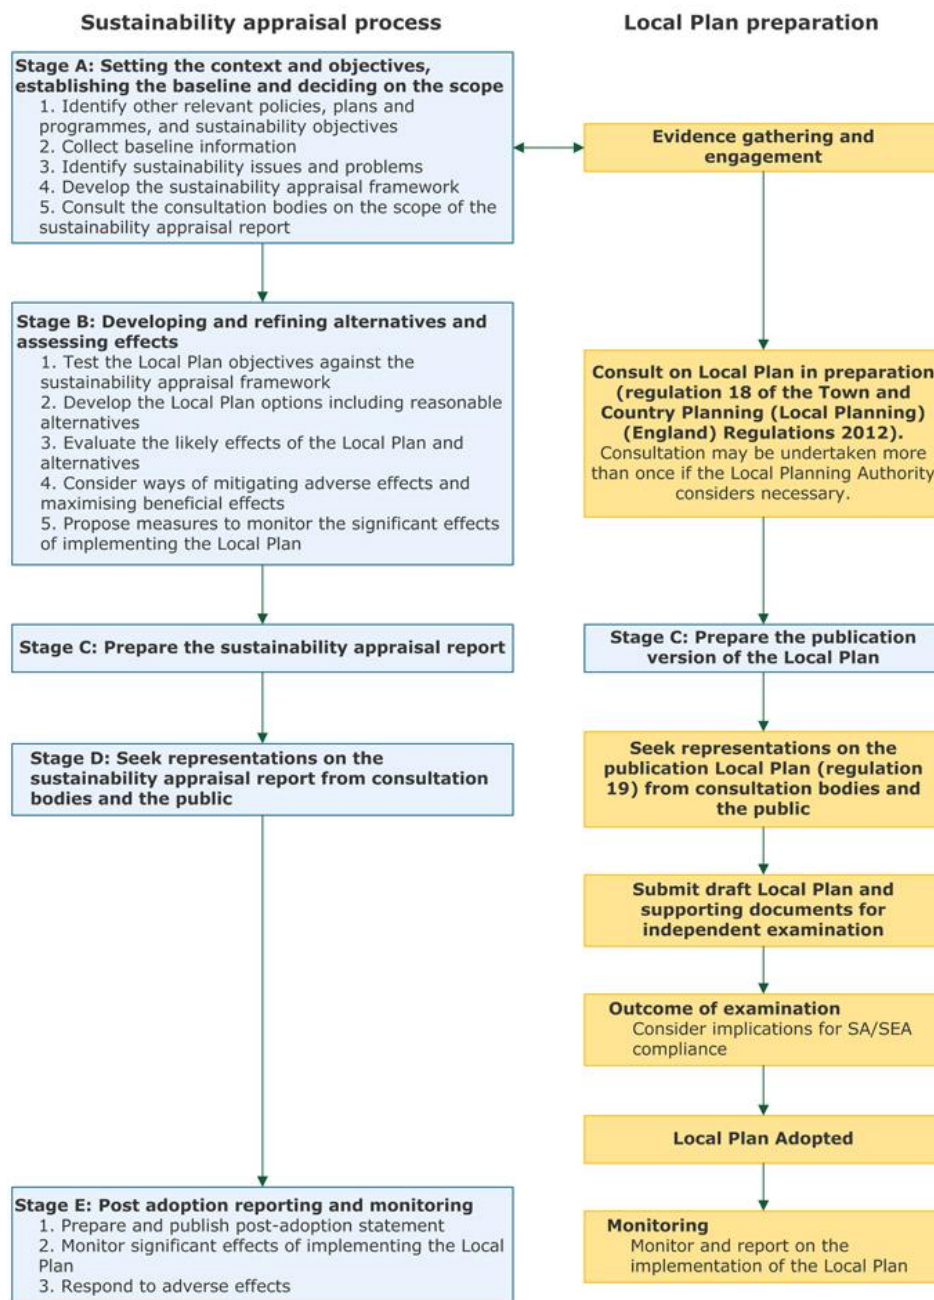 Sustainability appraisal process
Local Plan preparation
Stage A: Setting the context and objectives,
establishing the baseline and deciding on the scope
1. Identify other relevant policies, plans and
programmes, and sustainability objectives
2. Collect baseline information
3. Identify sustainability issues and problems
4. Develop the sustainability appraisal framework
5. Consult the consultation bodies on the scope of the
sustainability appraisal report
Evidence gathering and
engagement
Stage B: Developing and refining alternatives and
assessing effects
1. Test the Local Plan objectives against the
sustainability appraisal framework
2. Develop the Local Plan options including reasonable
alternatives
3. Evaluate the likely effects of the Local Plan and
alternatives
4. Consider ways of mitigating adverse effects and
maximising beneficial effects
5. Propose measures to monitor the significant effects
of implementing the Local Plan
Consult on Local Plan in preparation
(regulation 18 of the Town and
Country Planning (Local Planning)
(England) Regulations 2012).
Consultation may be undertaken more
than once if the Local Planning Authority
considers necessary.
Stage C: Prepare the sustainability appraisal report
Stage C: Prepare the publication
version of the Local Plan
Stage D: Seek representations on the
sustainability appraisal report from consultation
bodies and the public
Seek representations on the
publication Local Plan (regulation
19) from consultation bodies and
the public
Submit draft Local Plan and
supporting documents for
independent examination
Outcome of examination
Consider implications for SA/SEA
compliance
Local Plan Adopted
Stage E: Post adoption reporting and monitoring
1. Prepare and publish post-adoption statement
2. Monitor significant effects of implementing the Local
Plan
3. Respond to adverse effects
Monitoring
Monitor and report on the
implementation of the Local Plan